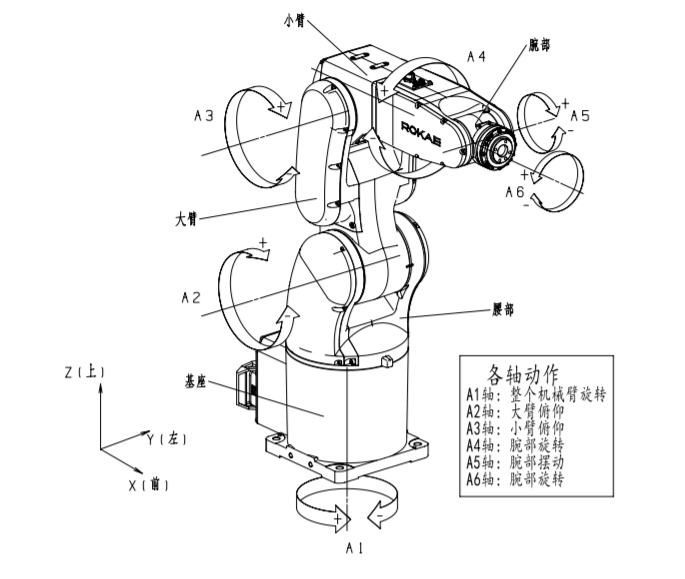 小臂
腕部
A4
+
A3
+
-
+
A5
-
ROKAE
-
+
A6
-
大臂
+
A2
-
腰部
Z(上)
基座
Y(左)
X(前)
各轴动作
A1轴: 整个机械臂旋转
A2轴: 大臂俯仰
A3轴: 小臂俯仰
A4轴: 腕部旋转
A5轴: 腕部摆动
A6轴: 腕部旋转
+
-
A1